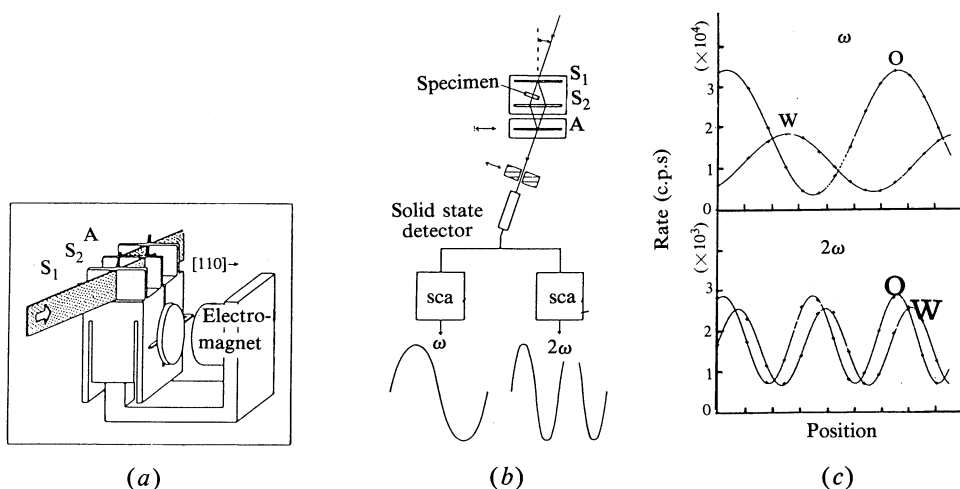 S₁
S₂
A
[110]→
Electro-
magnet
(a)
Specimen
S₁
S₂
A
Solid state
detector
sca
sca
ω
2ω
(b)
Rate (c.p.s)
(×10⁴)
3
2
1
0
ω
O
W
(×10³)
3
2
1
0
2ω
O
W
Position
(c)